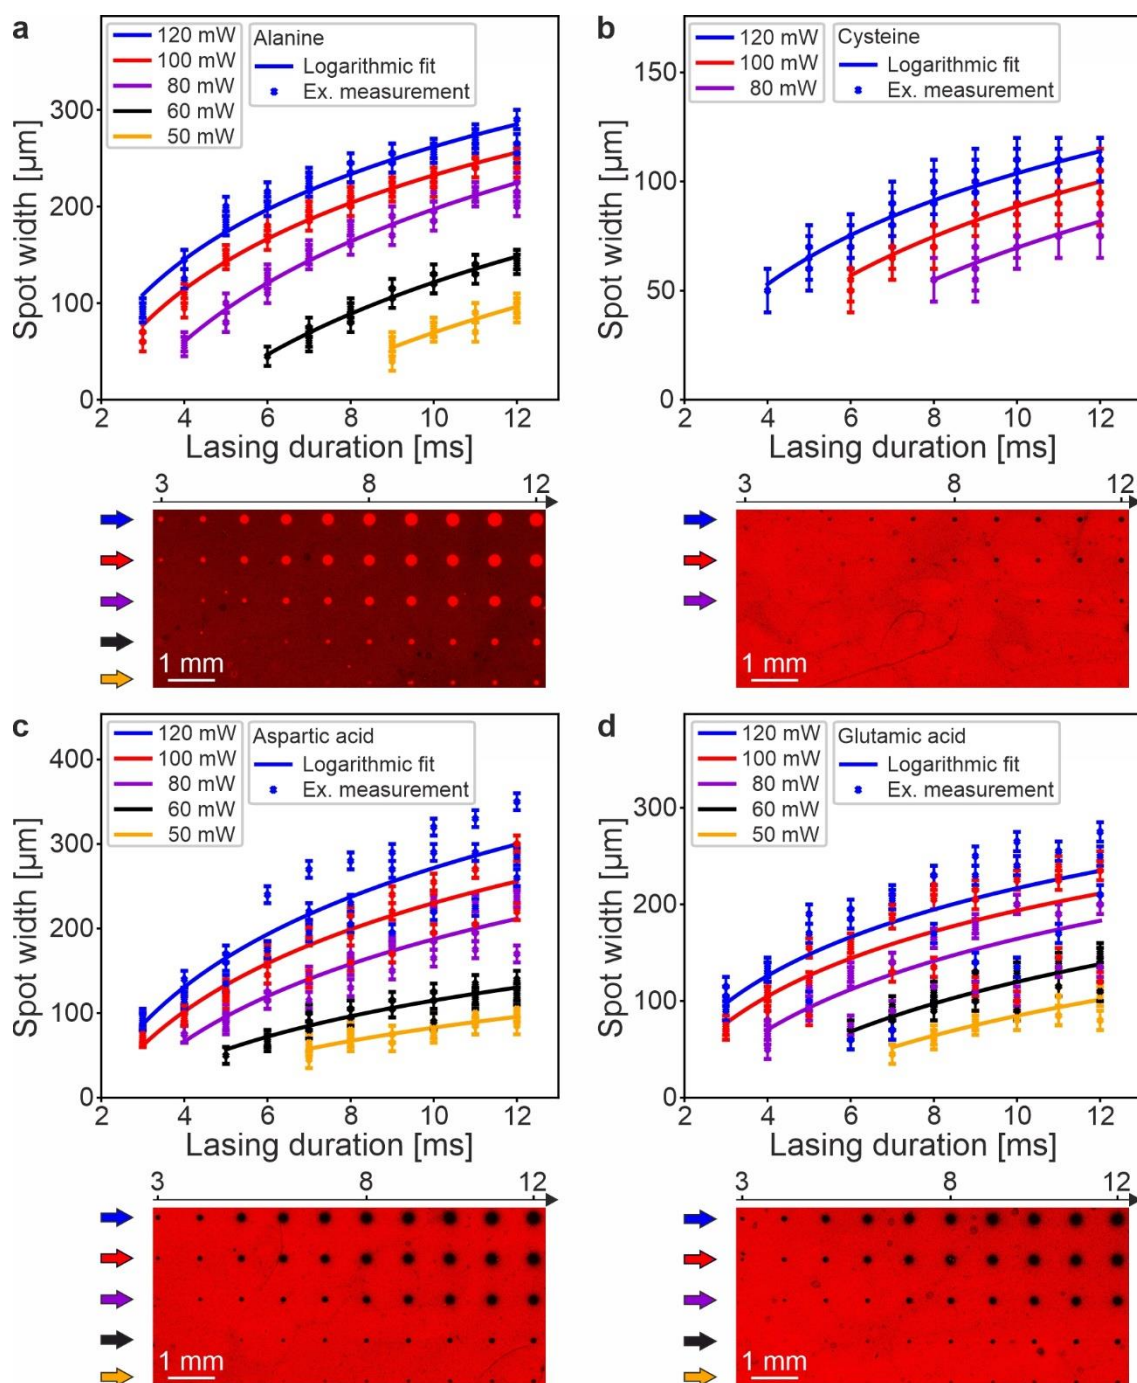 a
120 mW
100 mW
80 mW
60 mW
50 mW
Alanine
Logarithmic fit
Ex. measurement
Spot width [µm]
300
200
100
0
2 4 6 8 10 12
Lasing duration [ms]
3 8 12
1 mm
b
120 mW
100 mW
80 mW
Cysteine
Logarithmic fit
Ex. measurement
Spot width [µm]
150
100
50
0
2 4 6 8 10 12
Lasing duration [ms]
3 8 12
1 mm
c
120 mW
100 mW
80 mW
60 mW
50 mW
Aspartic acid
Logarithmic fit
Ex. measurement
Spot width [µm]
400
300
200
100
0
2 4 6 8 10 12
Lasing duration [ms]
3 8 12
1 mm
d
120 mW
100 mW
80 mW
60 mW
50 mW
Glutamic acid
Logarithmic fit
Ex. measurement
Spot width [µm]
300
200
100
0
2 4 6 8 10 12
Lasing duration [ms]
3 8 12
1 mm